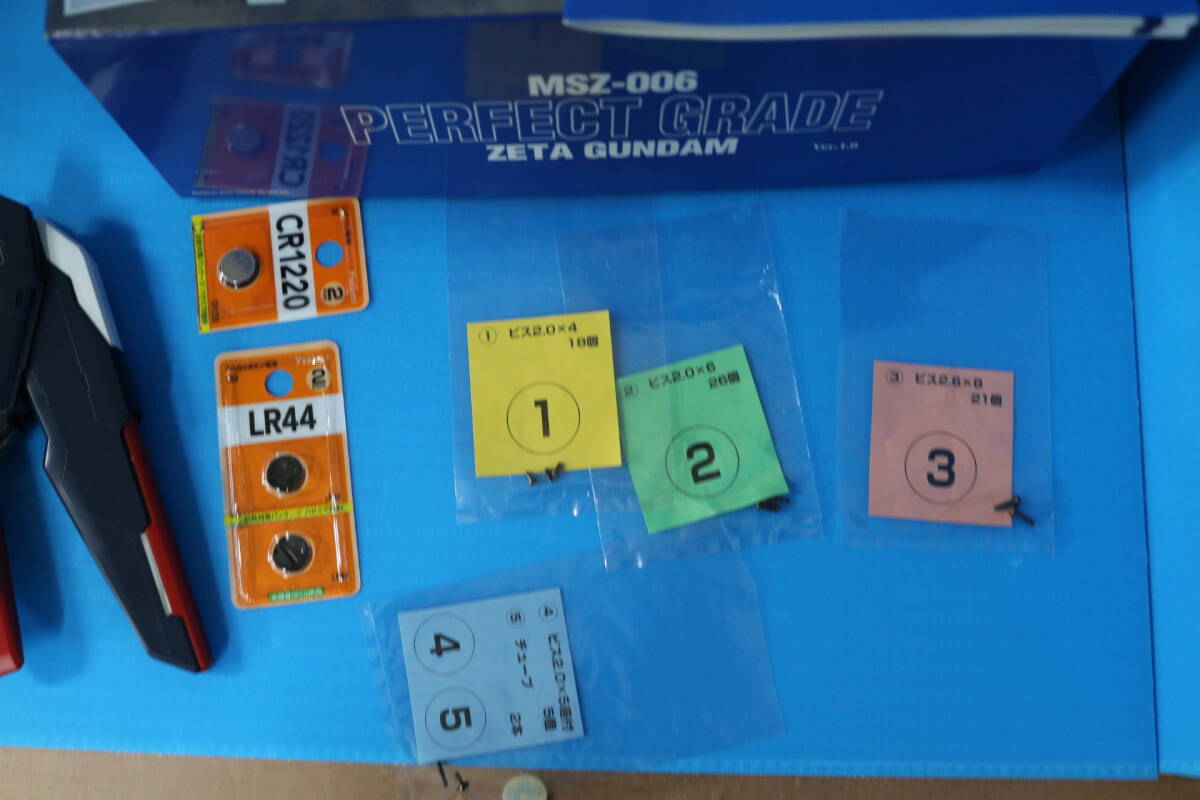 MSZ-006
PERFECT GRADE
ZETA GUNDAM
Ver.1.0
CR1220
2
2
LR44
① ビス2.0×4
18個
1
② ビス2.0×6
26個
2
③ ビス2.6×8
21個
3
④ ビス2.0×5座付
5個
⑤ チューブ 2本
4
5